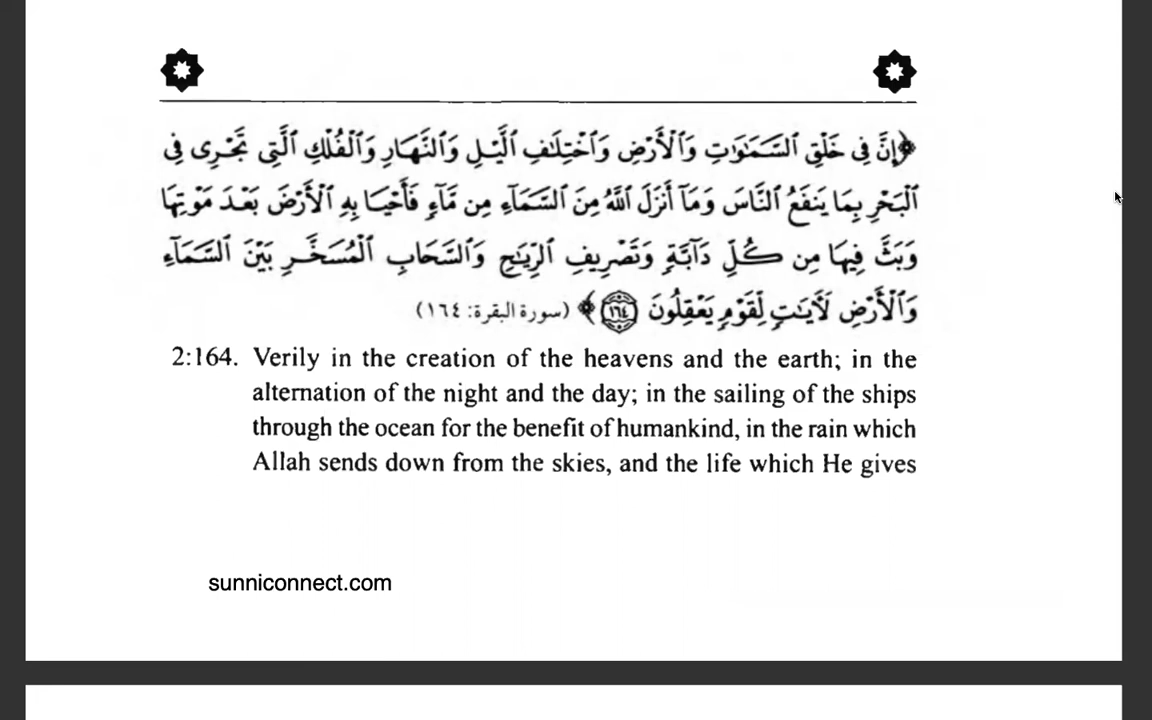 ﴿إِنَّ فِى خَلْقِ ٱلسَّمَـٰوَٰتِ وَٱلْأَرْضِ وَٱخْتِلَـٰفِ ٱلَّيْلِ وَٱلنَّهَارِ وَٱلْفُلْكِ ٱلَّتِى تَجْرِى فِى
ٱلْبَحْرِ بِمَا يَنفَعُ ٱلنَّاسَ وَمَآ أَنزَلَ ٱللَّهُ مِنَ ٱلسَّمَآءِ مِن مَّآءٍ فَأَحْيَا بِهِ ٱلْأَرْضَ بَعْدَ مَوْتِهَا
وَبَثَّ فِيهَا مِن كُلِّ دَآبَّةٍ وَتَصْرِيفِ ٱلرِّيَـٰحِ وَٱلسَّحَابِ ٱلْمُسَخَّرِ بَيْنَ ٱلسَّمَآءِ
وَٱلْأَرْضِ لَـَٔايَـٰتٍ لِّقَوْمٍ يَعْقِلُونَ ١٦٤﴾ (سورة البقرة: ١٦٤)
2:164. Verily in the creation of the heavens and the earth; in the
alternation of the night and the day; in the sailing of the ships
through the ocean for the benefit of humankind, in the rain which
Allah sends down from the skies, and the life which He gives
sunniconnect.com